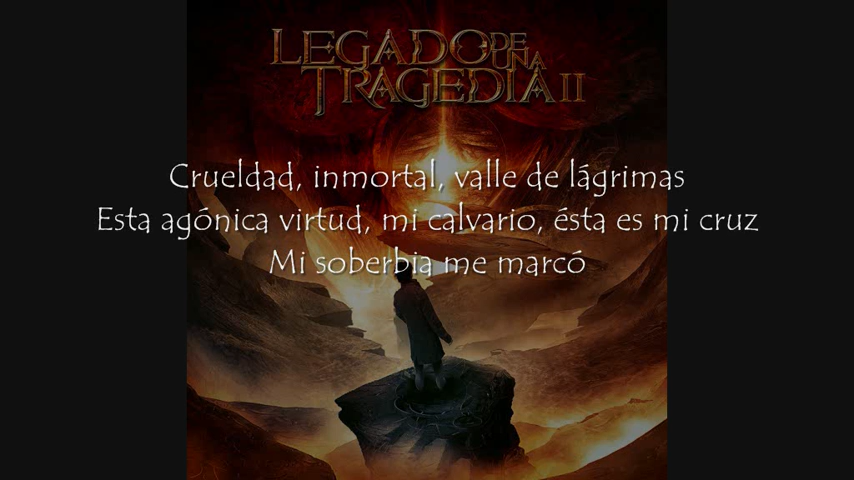 LEGADO DE UNA
TRAGEDIA II
Crueldad, inmortal, valle de lágrimas
Esta agónica virtud, mi calvario, ésta es mi cruz
Mi soberbia me marcó